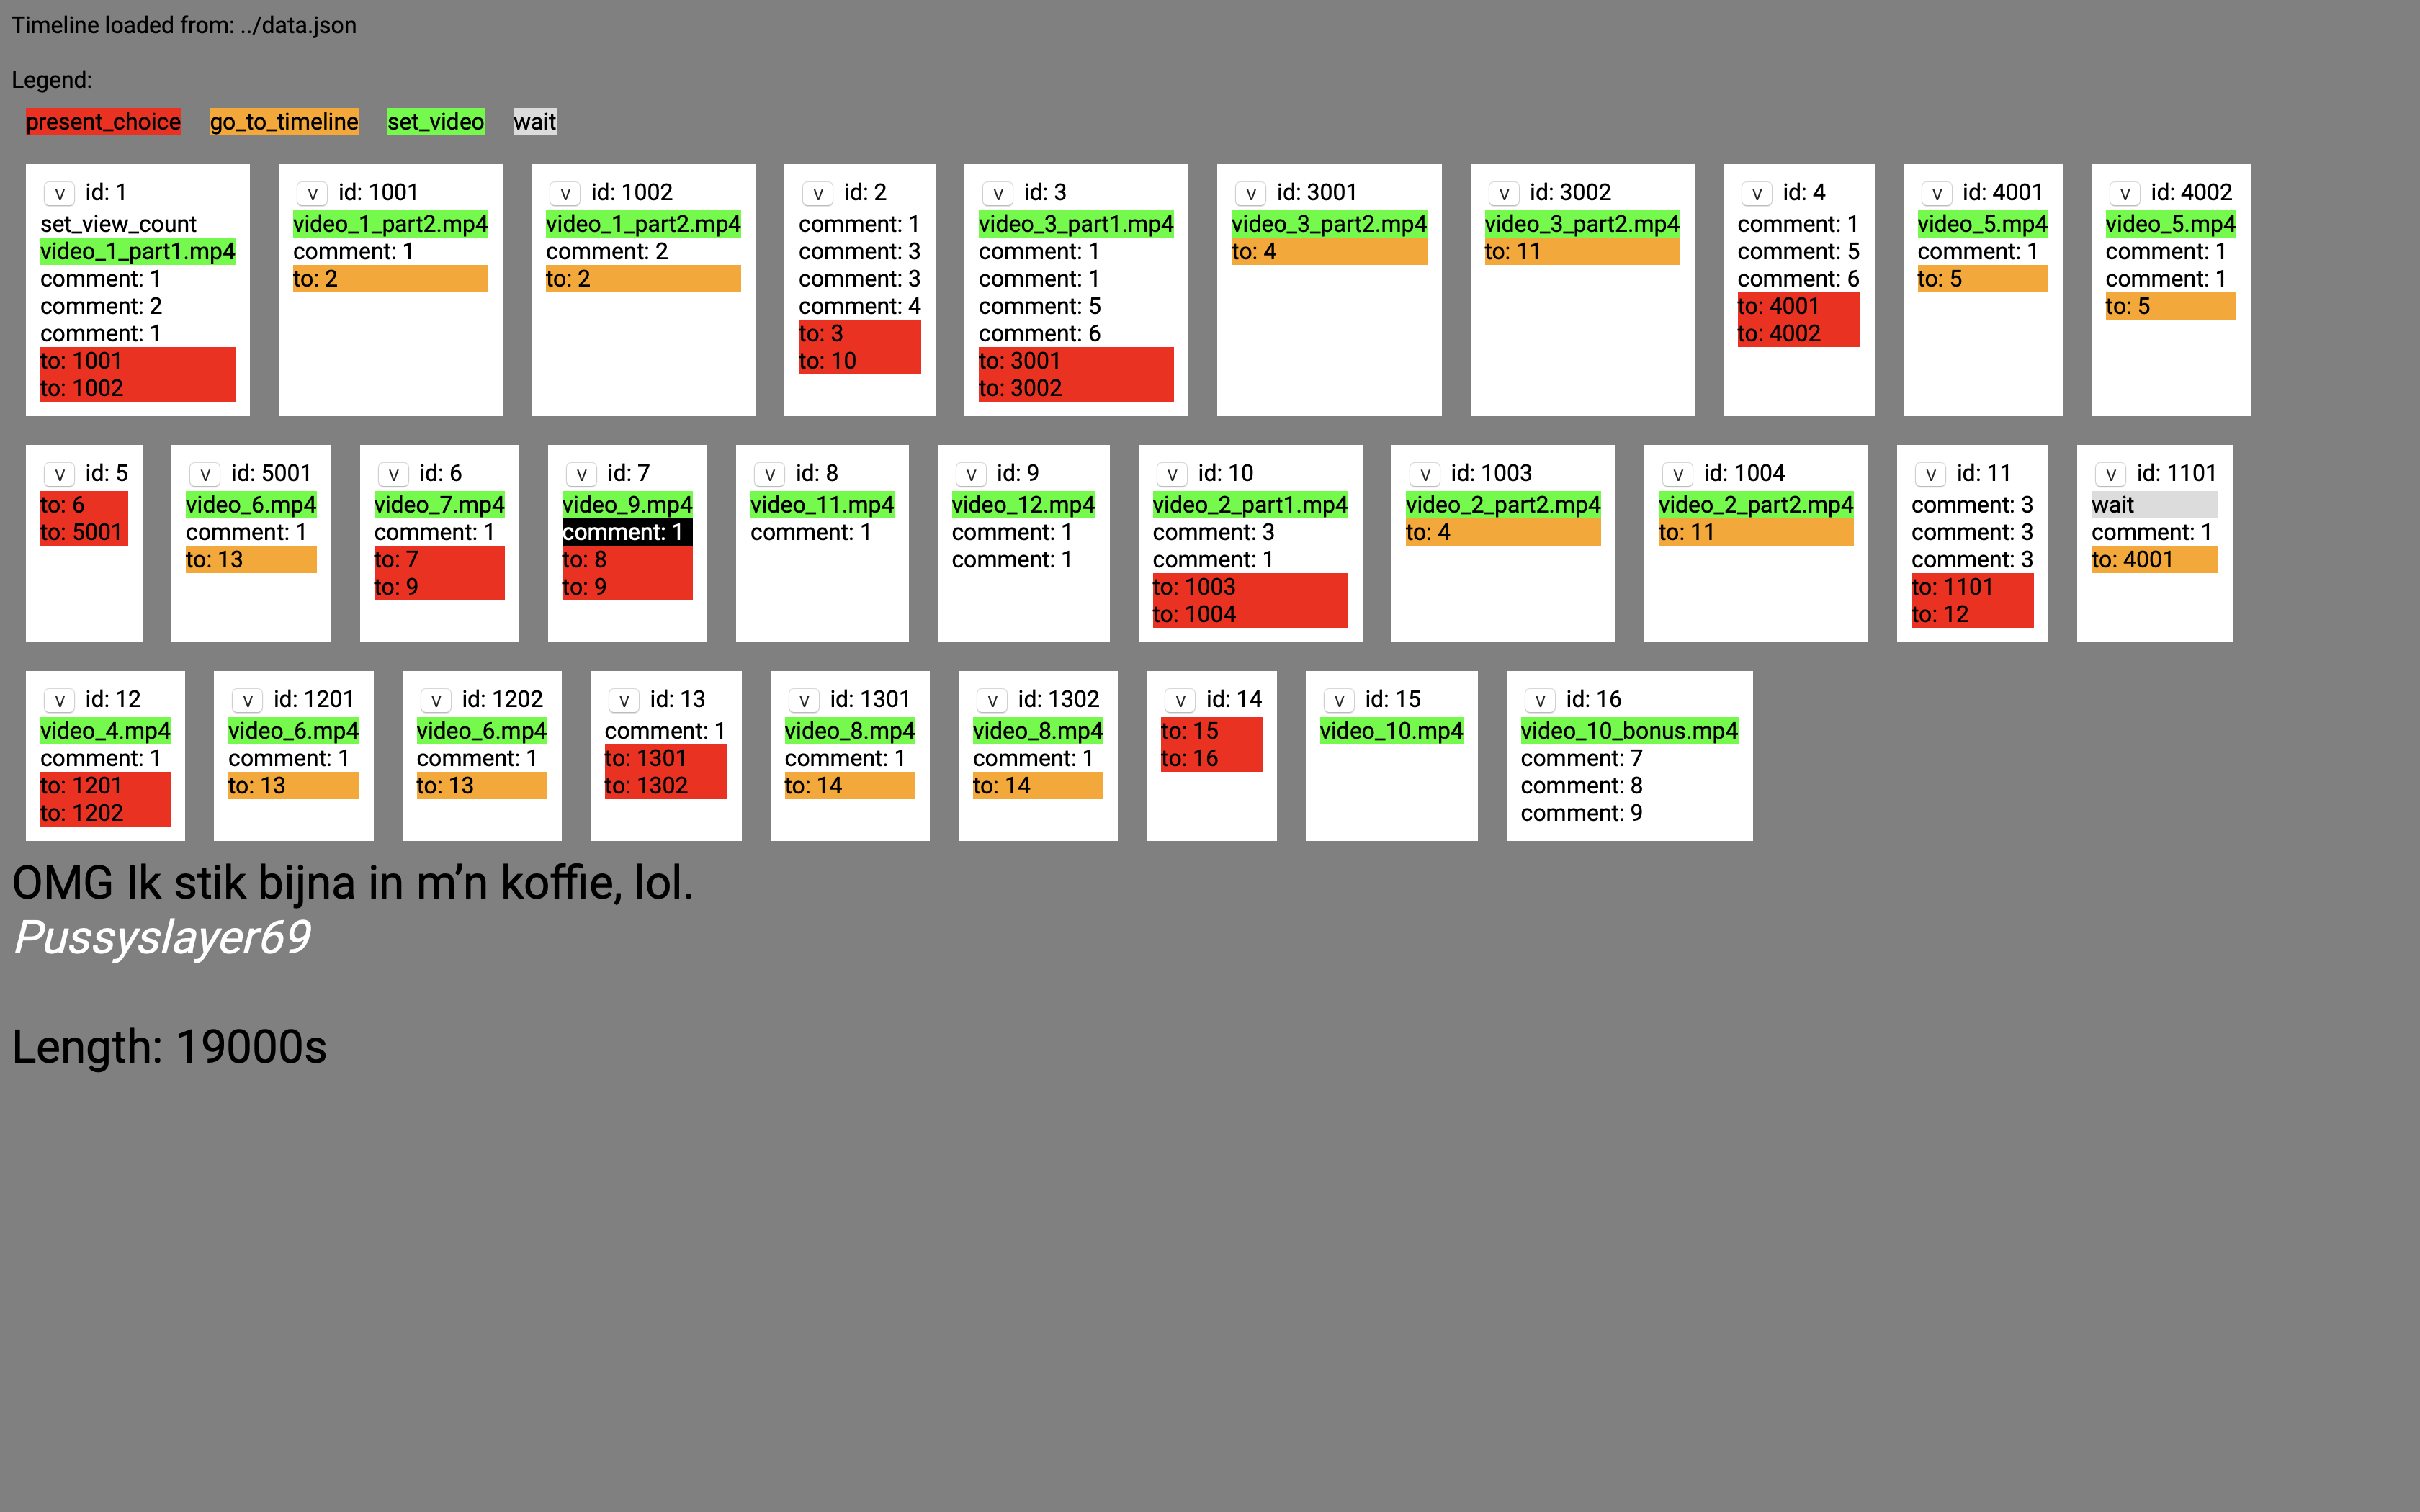 Timeline loaded from: ../data.json
Legend:
present_choice go_to_timeline set_video wait
v id: 1
set_view_count
video_1_part1.mp4
comment: 1
comment: 2
comment: 1
to: 1001
to: 1002
v id: 1001
video_1_part2.mp4
comment: 1
to: 2
v id: 1002
video_1_part2.mp4
comment: 2
to: 2
v id: 2
comment: 1
comment: 3
comment: 3
comment: 4
to: 3
to: 10
v id: 3
video_3_part1.mp4
comment: 1
comment: 1
comment: 5
comment: 6
to: 3001
to: 3002
v id: 3001
video_3_part2.mp4
to: 4
v id: 3002
video_3_part2.mp4
to: 11
v id: 4
comment: 1
comment: 5
comment: 6
to: 4001
to: 4002
v id: 4001
video_5.mp4
comment: 1
to: 5
v id: 4002
video_5.mp4
comment: 1
comment: 1
to: 5
v id: 5
to: 6
to: 5001
v id: 5001
video_6.mp4
comment: 1
to: 13
v id: 6
video_7.mp4
comment: 1
to: 7
to: 9
v id: 7
video_9.mp4
comment: 1
to: 8
to: 9
v id: 8
video_11.mp4
comment: 1
v id: 9
video_12.mp4
comment: 1
comment: 1
v id: 10
video_2_part1.mp4
comment: 3
comment: 1
to: 1003
to: 1004
v id: 1003
video_2_part2.mp4
to: 4
v id: 1004
video_2_part2.mp4
to: 11
v id: 11
comment: 3
comment: 3
comment: 3
to: 1101
to: 12
v id: 1101
wait
comment: 1
to: 4001
v id: 12
video_4.mp4
comment: 1
to: 1201
to: 1202
v id: 1201
video_6.mp4
comment: 1
to: 13
v id: 1202
video_6.mp4
comment: 1
to: 13
v id: 13
comment: 1
to: 1301
to: 1302
v id: 1301
video_8.mp4
comment: 1
to: 14
v id: 1302
video_8.mp4
comment: 1
to: 14
v id: 14
to: 15
to: 16
v id: 15
video_10.mp4
v id: 16
video_10_bonus.mp4
comment: 7
comment: 8
comment: 9
OMG Ik stik bijna in m’n koffie, lol.
Pussyslayer69
Length: 19000s